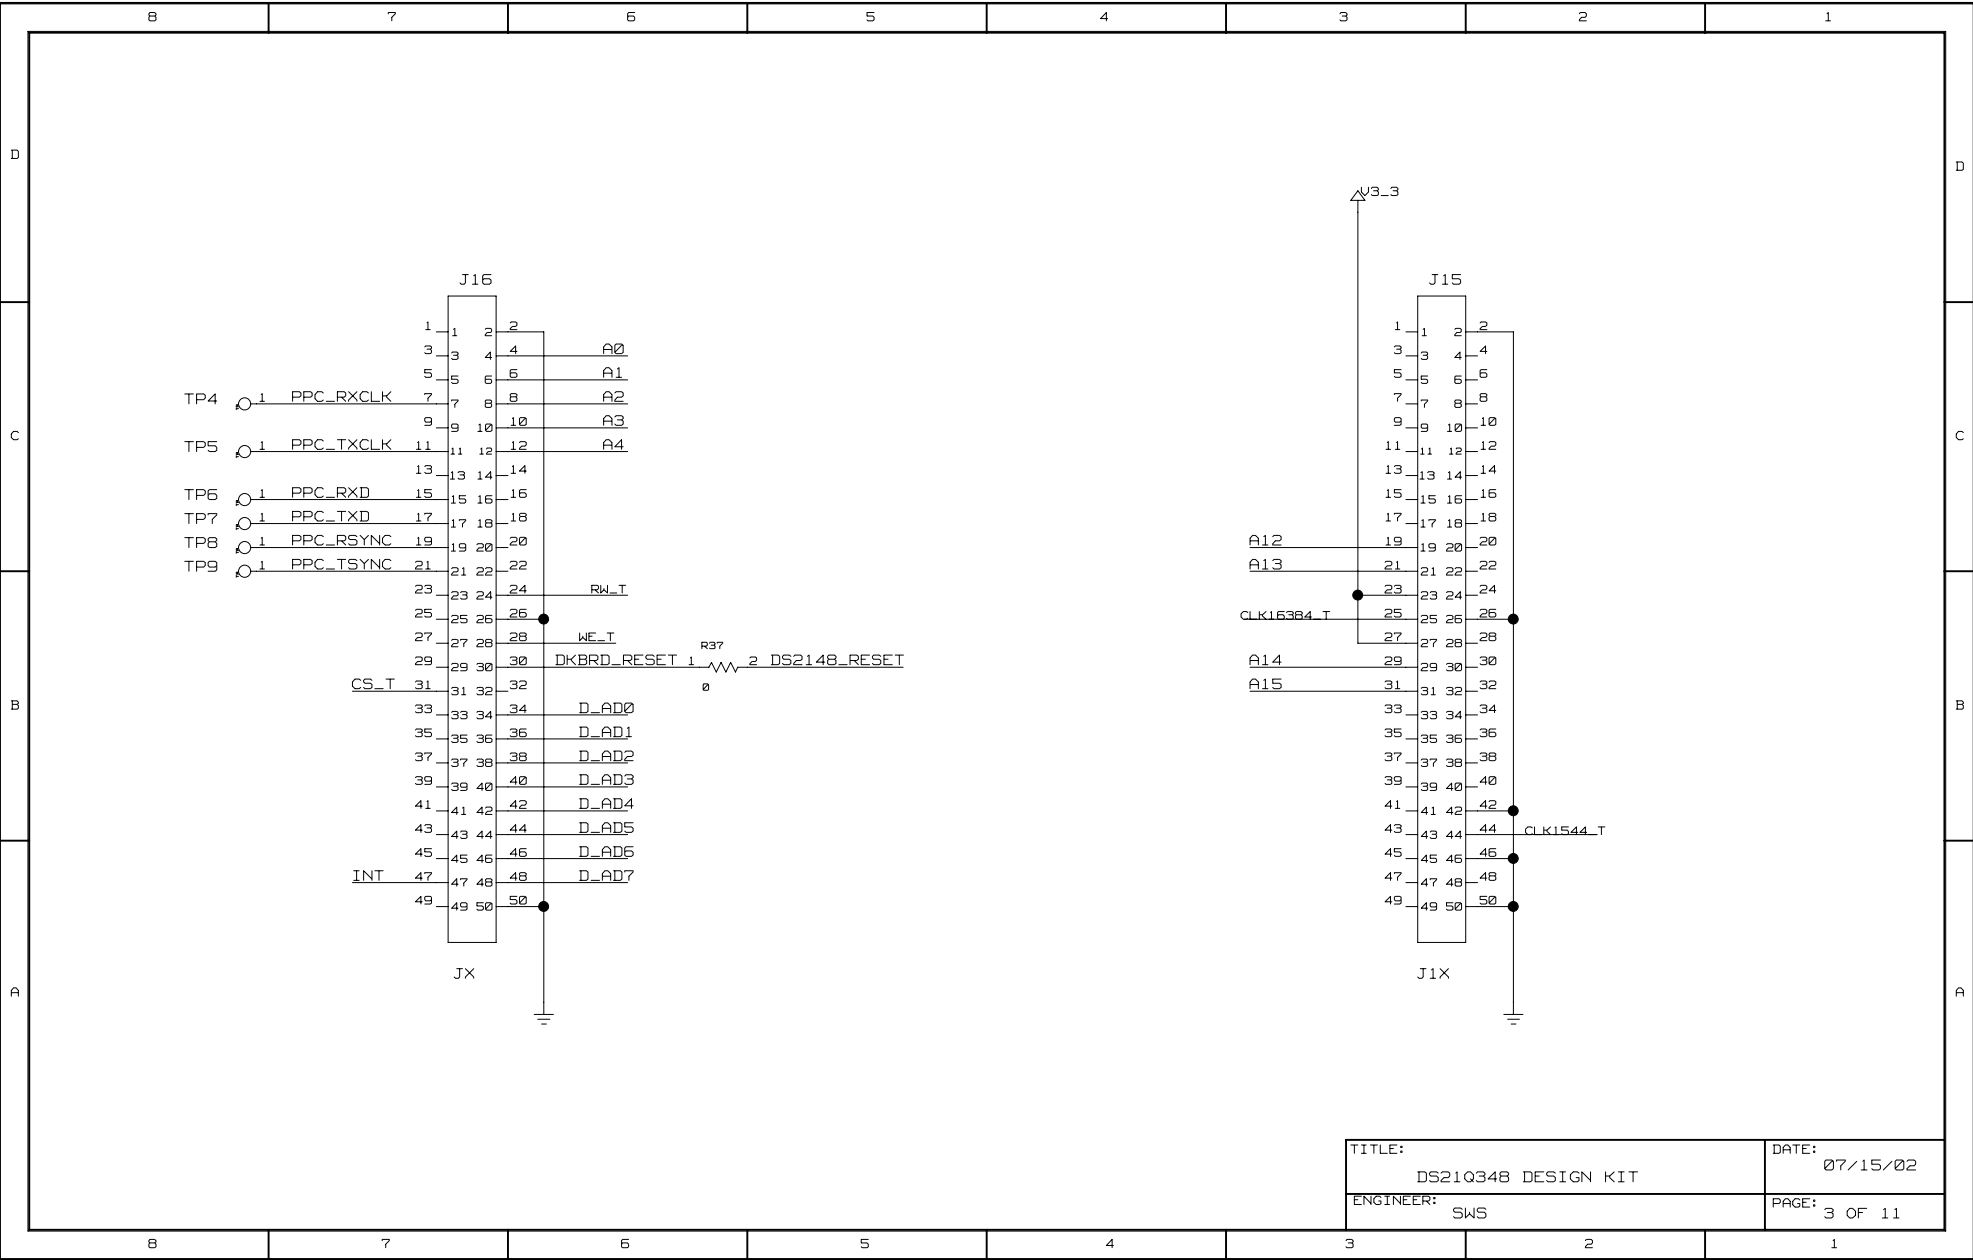 8 7 6 5 4 3 2 1
D D
V3_3
J16 J15
1 1 2 2 1 1 2 2
3 3 4 4 A0 3 3 4 4
5 5 6 6 A1 5 5 6 6
TP4 1 PPC_RXCLK 7 7 8 8 A2 7 7 8 8
9 9 10 10 A3 9 9 10 10
C C
TP5 1 PPC_TXCLK 11 11 12 12 A4 11 11 12 12
13 13 14 14 13 13 14 14
TP6 1 PPC_RXD 15 15 16 16 15 15 16 16
TP7 1 PPC_TXD 17 17 18 18 17 17 18 18
TP8 1 PPC_RSYNC 19 19 20 20 A12 19 19 20 20
TP9 1 PPC_TSYNC 21 21 22 22 A13 21 21 22 22
23 23 24 24 RW_T 23 23 24 24
25 25 26 26 CLK16384_T 25 25 26 26
27 27 28 28 WE_T 27 27 28 28
R37
29 29 30 30 DKBRD_RESET 1 2 DS2148_RESET A14 29 29 30 30
0
CS_T 31 31 32 32 A15 31 31 32 32
B B
33 33 34 34 D_AD0 33 33 34 34
35 35 36 36 D_AD1 35 35 36 36
37 37 38 38 D_AD2 37 37 38 38
39 39 40 40 D_AD3 39 39 40 40
41 41 42 42 D_AD4 41 41 42 42
43 43 44 44 D_AD5 43 43 44 44 CLK1544_T
45 45 46 46 D_AD6 45 45 46 46
INT 47 47 48 48 D_AD7 47 47 48 48
49 49 50 50 49 49 50 50
JX J1X
A A
TITLE:
DS21Q348 DESIGN KIT
DATE:
07/15/02
ENGINEER:
SWS
PAGE:
3 OF 11
8 7 6 5 4 3 2 1